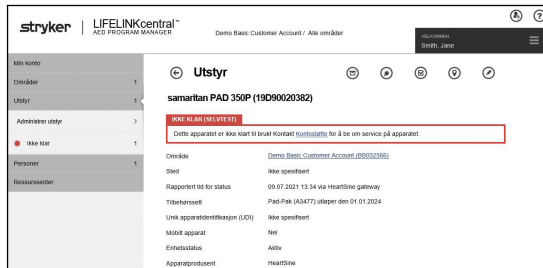 stryker
LIFELINKcentral™
AED PROGRAM MANAGER
Demo Basic Customer Account / Alle områder
VELKOMMEN
Smith, Jane
Min konto
Områder 1
Utstyr 1
Administrer utstyr
Ikke klar 1
Personer 1
Ressurssenter
Utstyr
samaritan PAD 350P (19D90020382)
IKKE KLAR (SELVTEST)
Dette apparatet er ikke klart til bruk! Kontakt Kontostøtte for å be om service på apparatet
Område Demo Basic Customer Account (BB032566)
Sted Ikke spesifisert
Rapportert tid for status 09.07.2021 13:34 via HeartSine gateway
Tilbehørssett Pad-Pak (A3477) utløper den 01.01.2024
Unik apparatidentifikasjon (UDI) Ikke spesifisert
Mobilt apparat Nei
Enhetsstatus Aktiv
Apparatprodusent HeartSine